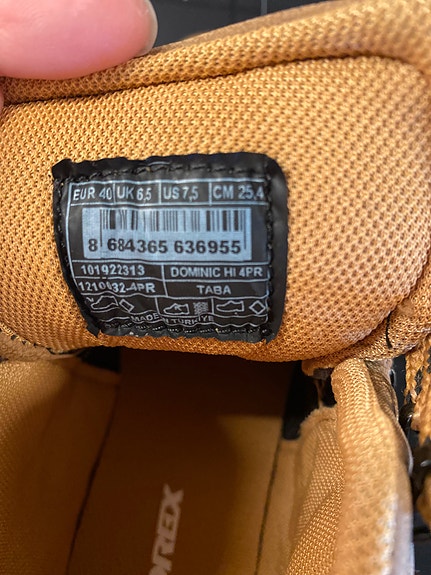 EUR 40 UK 6,5 US 7,5 CM 25,4
8 684365 636955
101922313 DOMINIC HI 4PR
TABA
MADE IN TÜRKİYE
REX